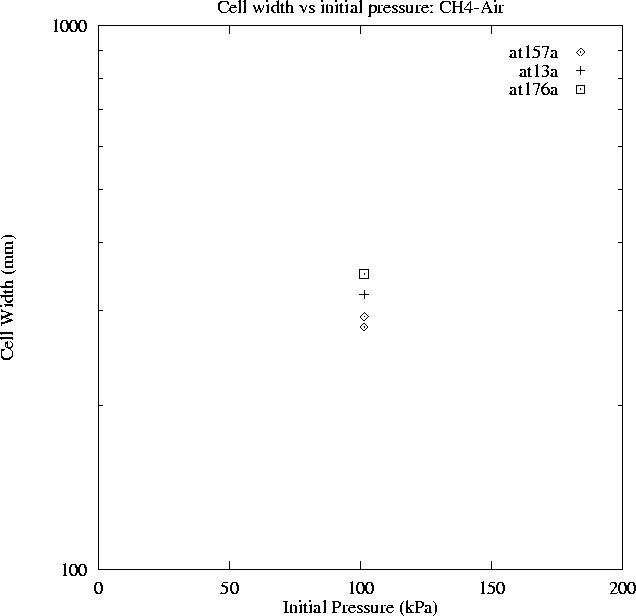 Cell width vs initial pressure: CH4-Air
1000
at157a
at13a
at176a
Cell Width (mm)
100
0 50 100 150 200
Initial Pressure (kPa)